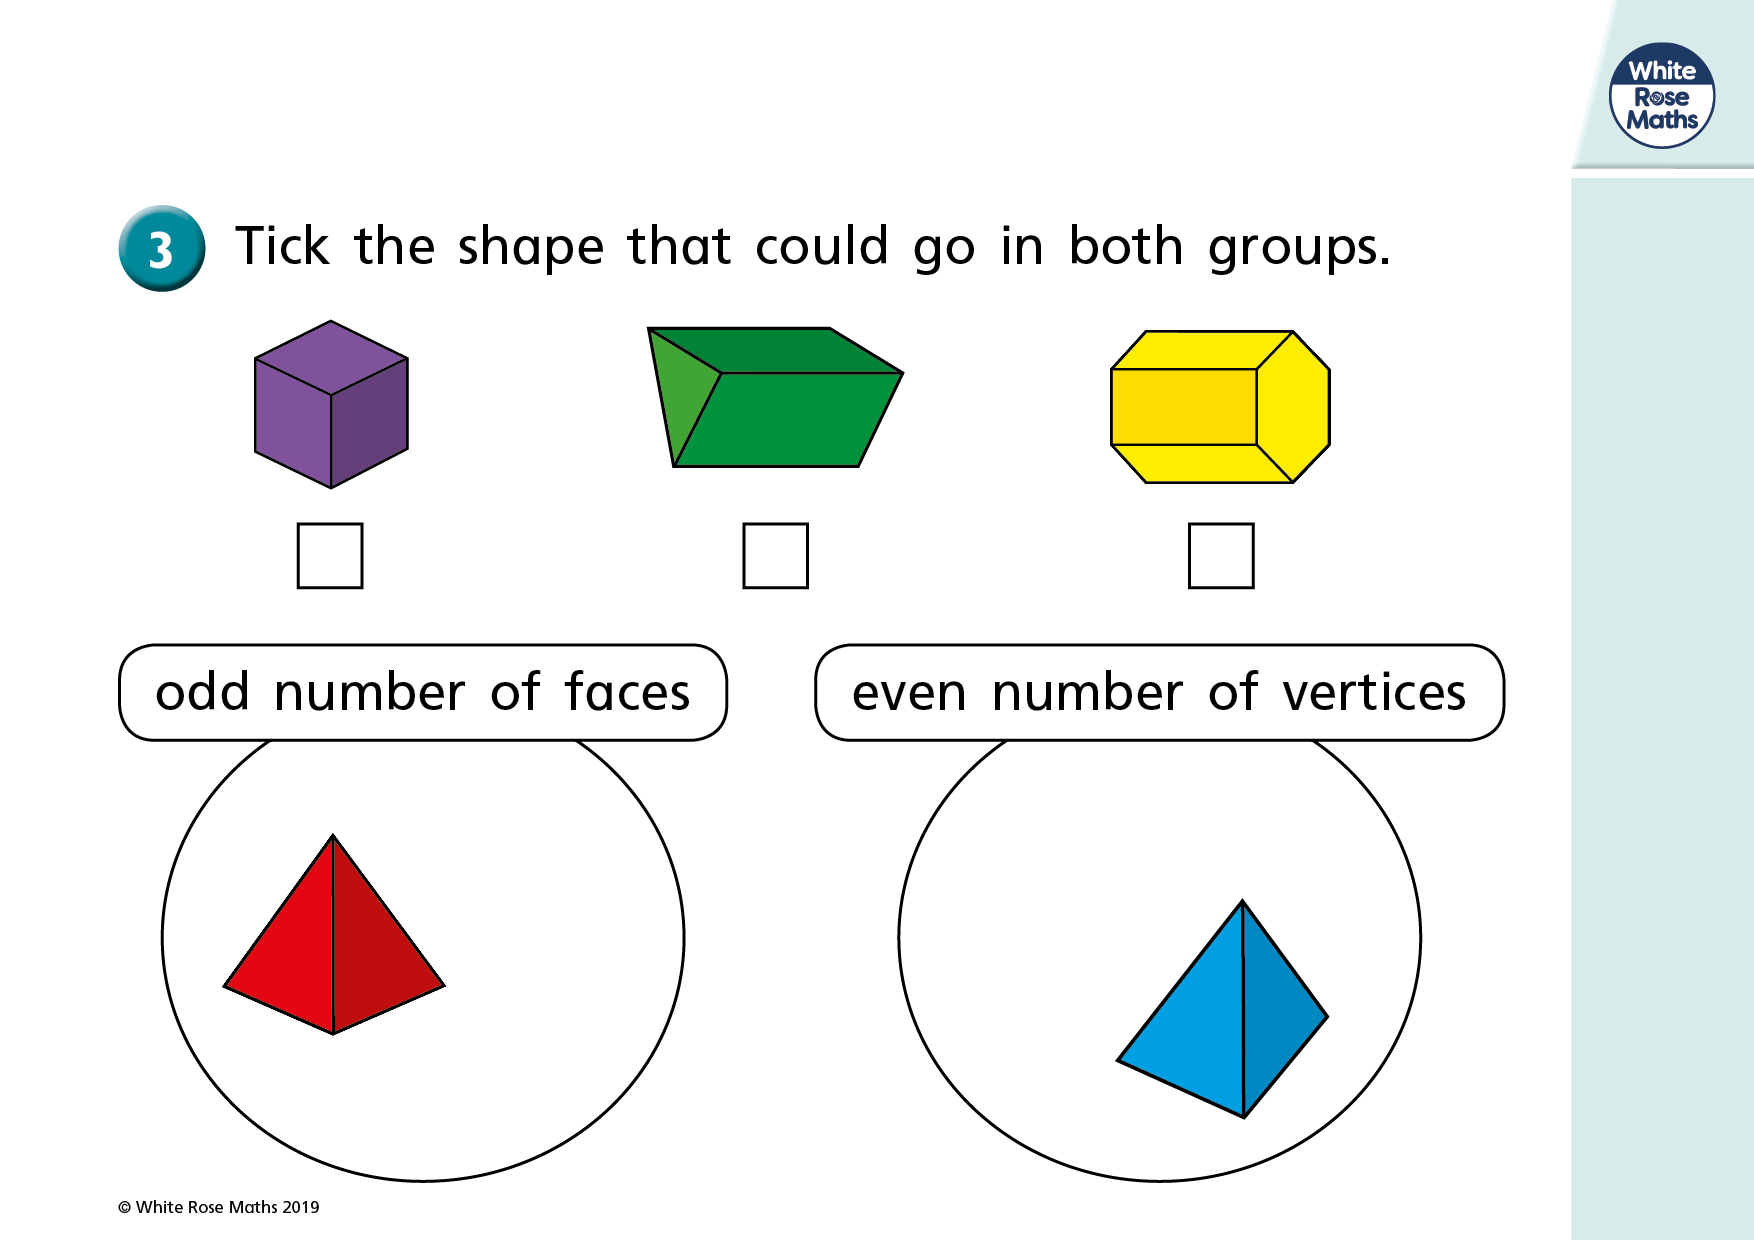 White
Rose
Maths
3 Tick the shape that could go in both groups.
odd number of faces
even number of vertices
© White Rose Maths 2019